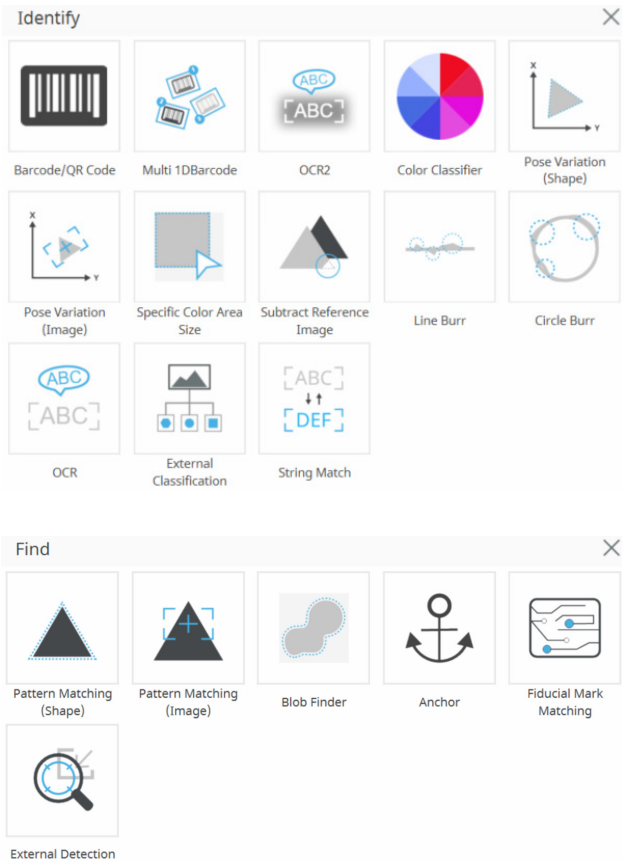 Identify
ABC
ABC
Barcode/QR Code
Multi 1DBarcode
OCR2
Color Classifier
X
Y
Pose Variation
(Shape)
X
Y
Pose Variation
(Image)
Specific Color Area
Size
Subtract Reference
Image
Line Burr
Circle Burr
ABC
ABC
OCR
External
Classification
ABC
DEF
String Match
Find
Pattern Matching
(Shape)
Pattern Matching
(Image)
Blob Finder
Anchor
Fiducial Mark
Matching
External Detection